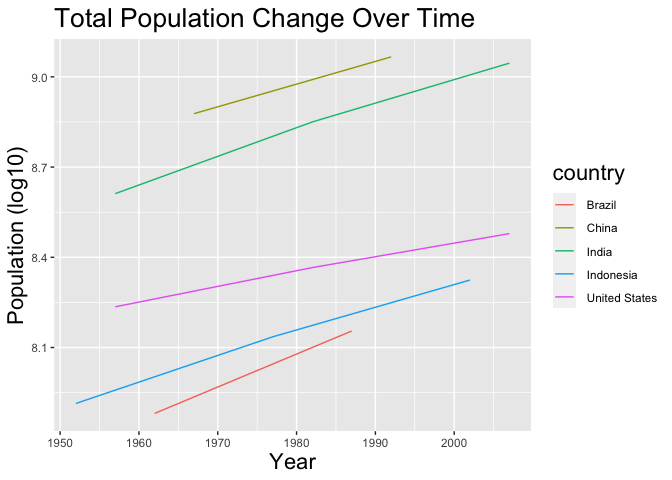 Total Population Change Over Time
Population (log10)
9.0
8.7
8.4
8.1
1950 1960 1970 1980 1990 2000
Year
country
Brazil
China
India
Indonesia
United States